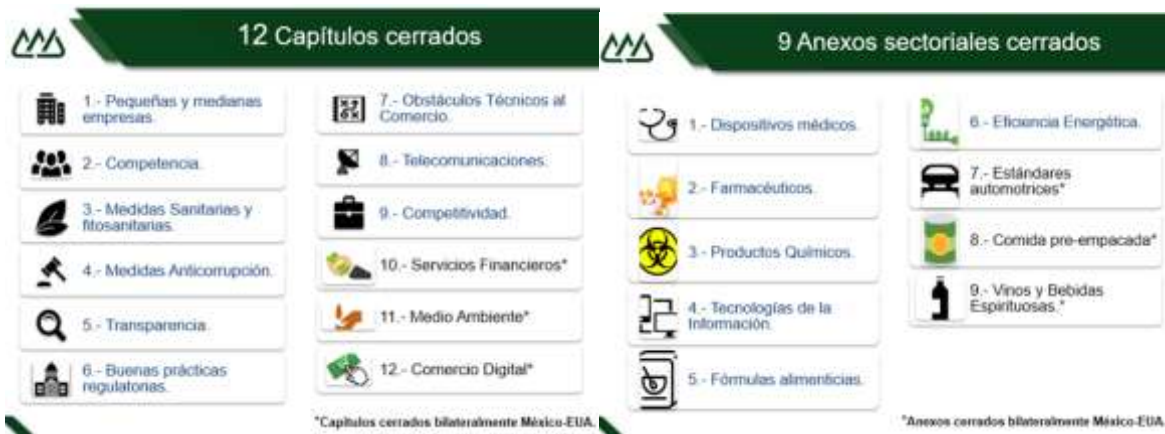 12 Capítulos cerrados
1.- Pequeñas y medianas
empresas.
2.- Competencia.
3.- Medidas Sanitarias y
fitosanitarias.
4.- Medidas Anticorrupción.
5.- Transparencia.
6.- Buenas prácticas
regulatorias.
7.- Obstáculos Técnicos al
Comercio.
8.- Telecomunicaciones.
9.- Competitividad.
10.- Servicios Financieros*
11.- Medio Ambiente*
12.- Comercio Digital*
*Capítulos cerrados bilateralmente México-EUA.
9 Anexos sectoriales cerrados
1.- Dispositivos médicos.
2.- Farmacéuticos.
3.- Productos Químicos.
4.- Tecnologías de la
Información.
5.- Fórmulas alimenticias.
6.- Eficiencia Energética.
7.- Estándares
automotrices*
8.- Comida pre-empacada*
9.- Vinos y Bebidas
Espirituosas.*
*Anexos cerrados bilateralmente México-EUA